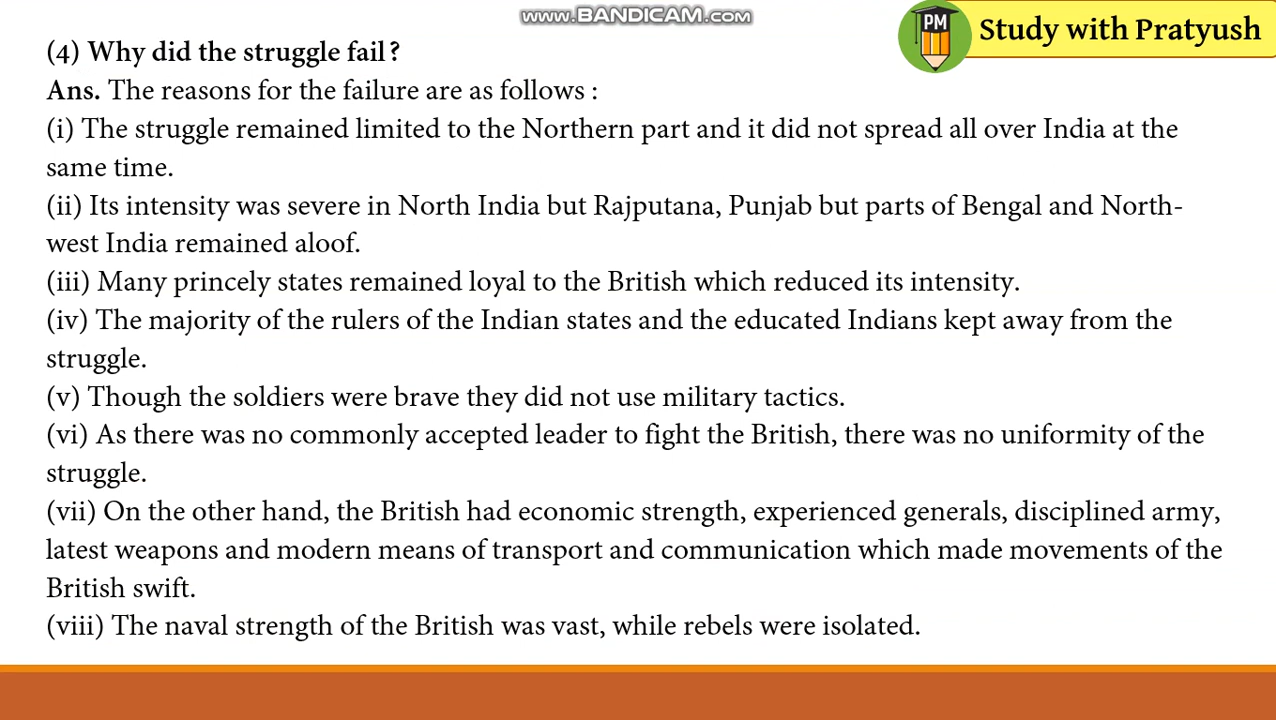 www.BANDICAM.com
PM
Study with Pratyush
(4) Why did the struggle fail?
Ans. The reasons for the failure are as follows :
(i) The struggle remained limited to the Northern part and it did not spread all over India at the
same time.
(ii) Its intensity was severe in North India but Rajputana, Punjab but parts of Bengal and North-
west India remained aloof.
(iii) Many princely states remained loyal to the British which reduced its intensity.
(iv) The majority of the rulers of the Indian states and the educated Indians kept away from the
struggle.
(v) Though the soldiers were brave they did not use military tactics.
(vi) As there was no commonly accepted leader to fight the British, there was no uniformity of the
struggle.
(vii) On the other hand, the British had economic strength, experienced generals, disciplined army,
latest weapons and modern means of transport and communication which made movements of the
British swift.
(viii) The naval strength of the British was vast, while rebels were isolated.